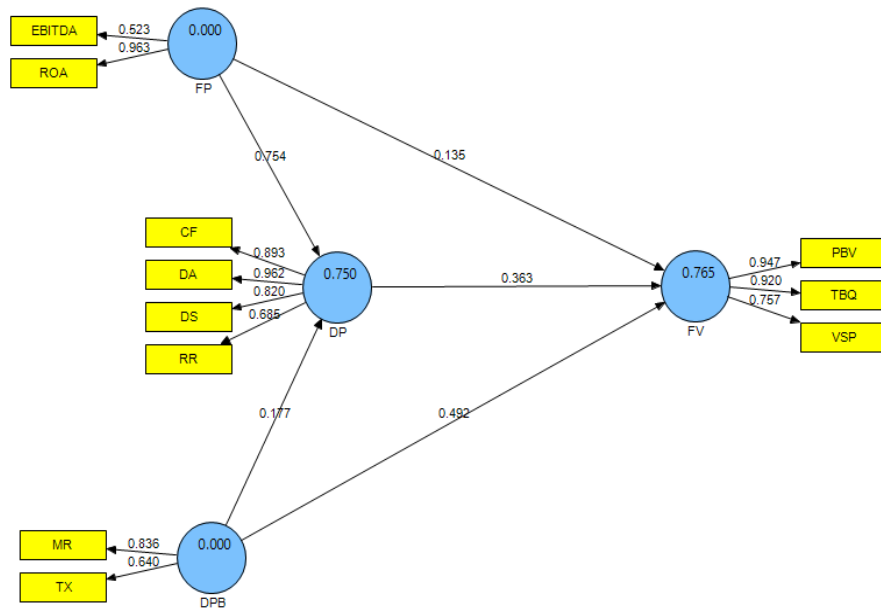 EBITDA
0.523
0.963
ROA
0.000
FP
0.754
0.135
CF
0.893
DA
0.962
DS
0.820
RR
0.685
0.750
DP
0.363
0.765
FV
0.947
PBV
0.920
TBQ
0.757
VSP
0.177
0.492
MR
0.836
TX
0.640
0.000
DPB